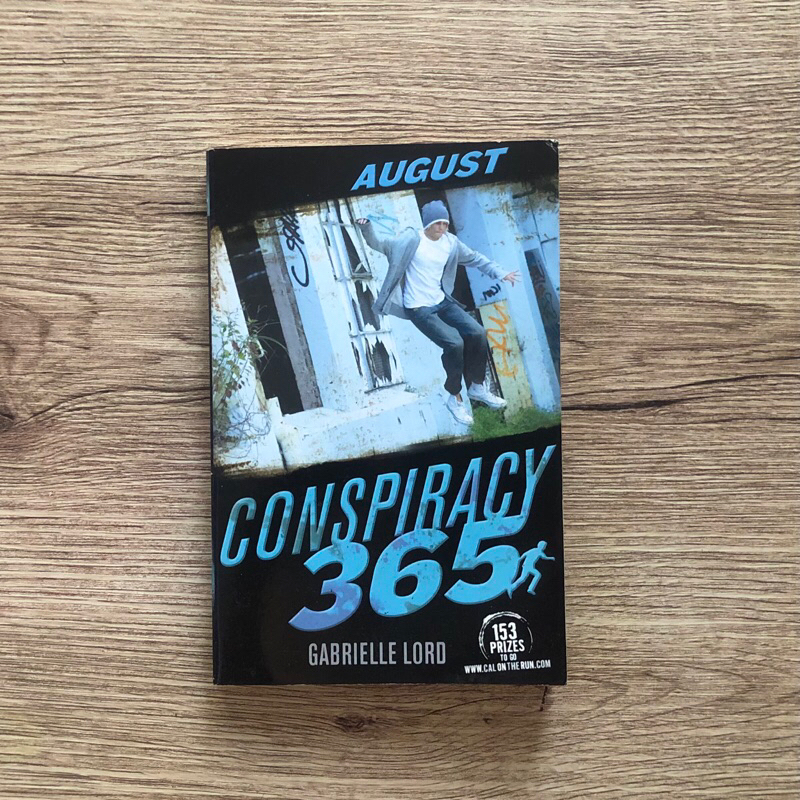 AUGUST
CONSPIRACY
365
GABRIELLE LORD
153
PRIZES
TO GO
WWW.CALONTHERUN.COM